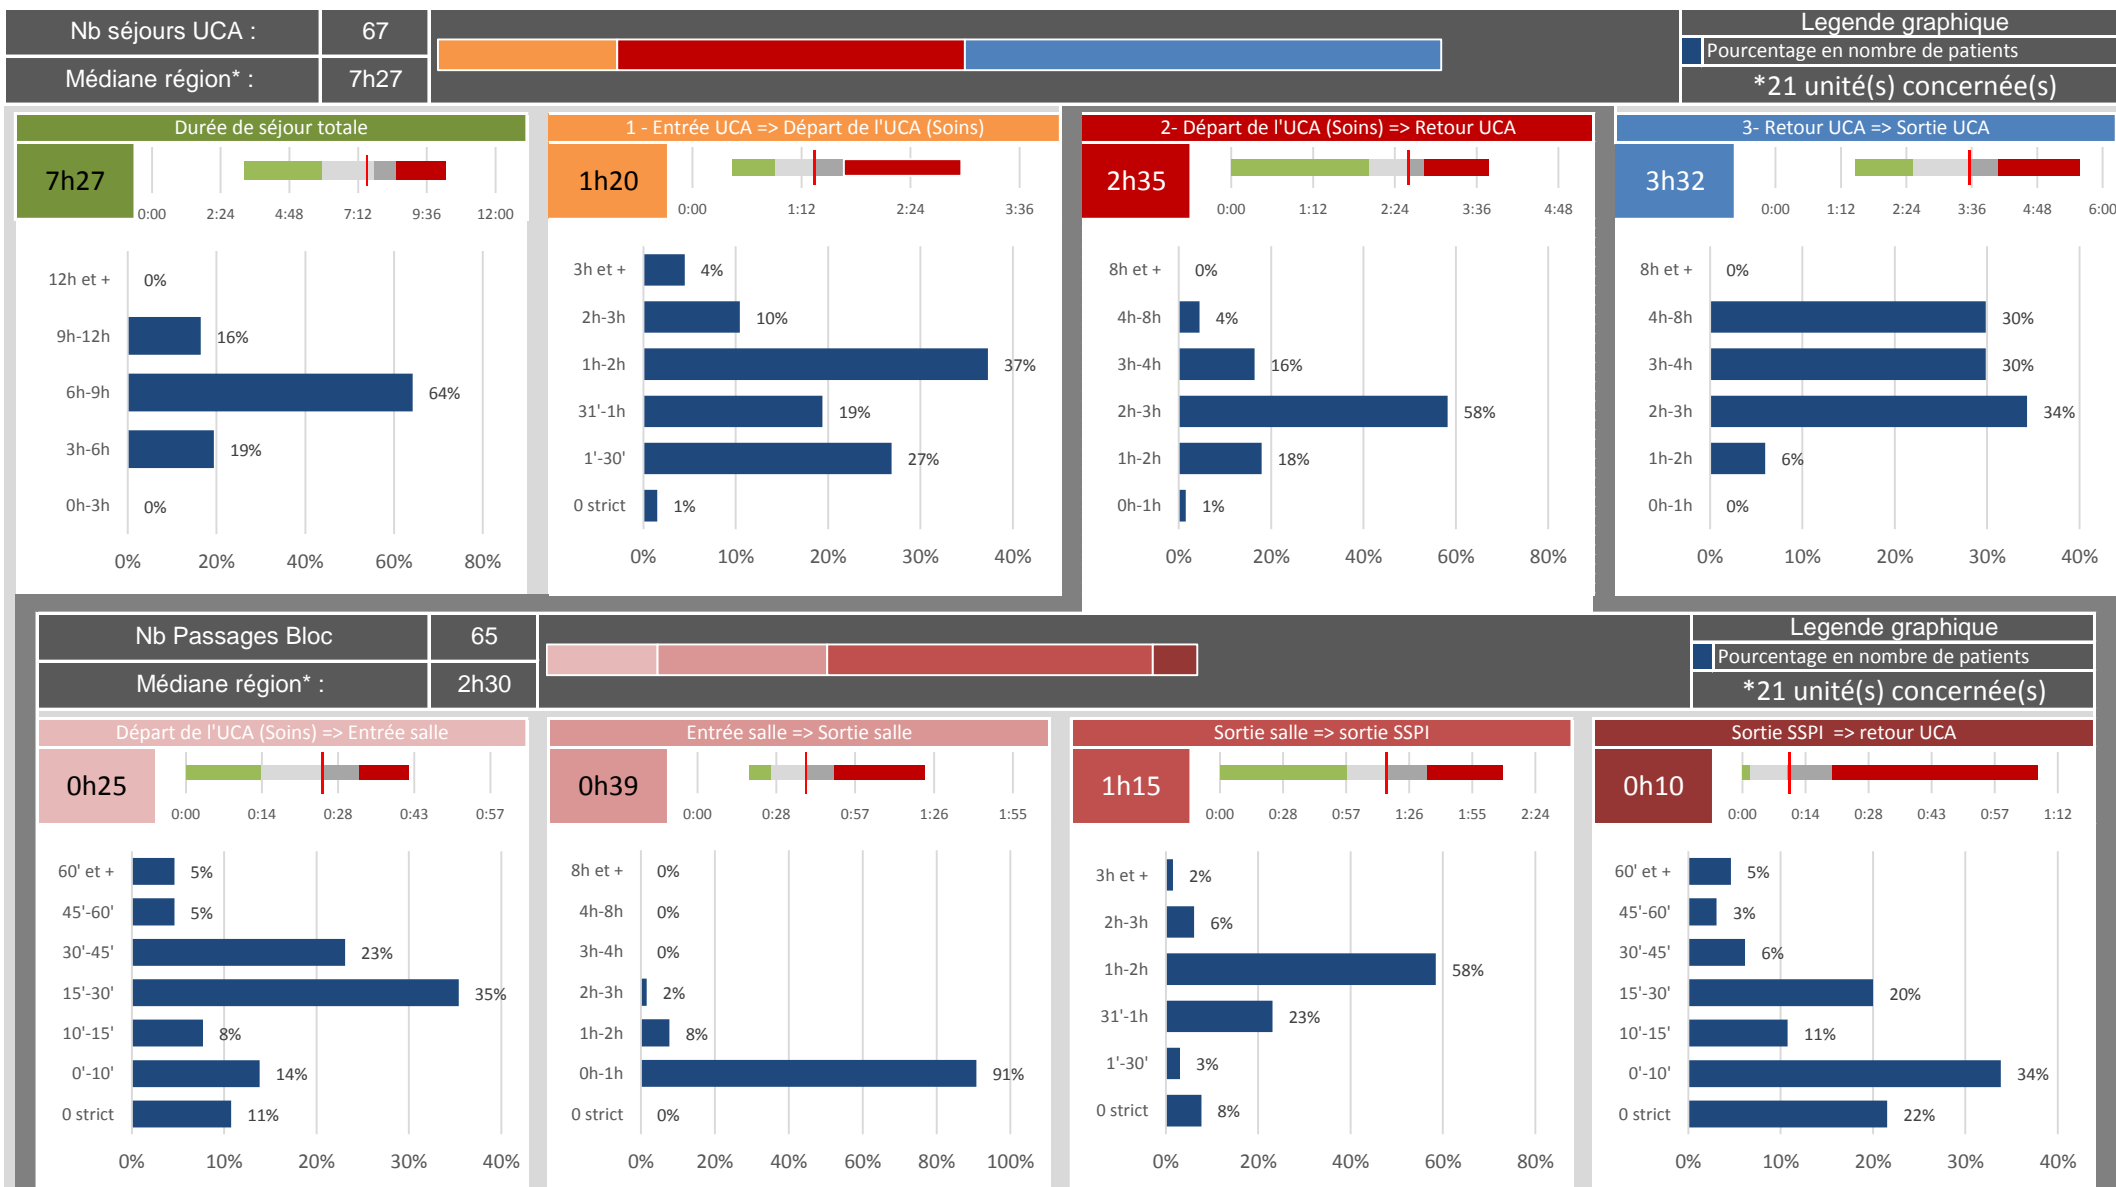 Nb séjours UCA : 67
Médiane région* : 7h27
Legende graphique
Pourcentage en nombre de patients
*21 unité(s) concernée(s)
Durée de séjour totale
7h27
0:00 2:24 4:48 7:12 9:36 12:00
12h et + 0%
9h-12h 16%
6h-9h 64%
3h-6h 19%
0h-3h 0%
0% 20% 40% 60% 80%
1 - Entrée UCA => Départ de l'UCA (Soins)
1h20
0:00 1:12 2:24 3:36
3h et + 4%
2h-3h 10%
1h-2h 37%
31'-1h 19%
1'-30' 27%
0 strict 1%
0% 10% 20% 30% 40%
2- Départ de l'UCA (Soins) => Retour UCA
2h35
0:00 1:12 2:24 3:36 4:48
8h et + 0%
4h-8h 4%
3h-4h 16%
2h-3h 58%
1h-2h 18%
0h-1h 1%
0% 20% 40% 60% 80%
3- Retour UCA => Sortie UCA
3h32
0:00 1:12 2:24 3:36 4:48 6:00
8h et + 0%
4h-8h 30%
3h-4h 30%
2h-3h 34%
1h-2h 6%
0h-1h 0%
0% 10% 20% 30% 40%
Nb Passages Bloc 65
Médiane région* : 2h30
Legende graphique
Pourcentage en nombre de patients
*21 unité(s) concernée(s)
Départ de l'UCA (Soins) => Entrée salle
0h25
0:00 0:14 0:28 0:43 0:57
60' et + 5%
45'-60' 5%
30'-45' 23%
15'-30' 35%
10'-15' 8%
0'-10' 14%
0 strict 11%
0% 10% 20% 30% 40%
Entrée salle => Sortie salle
0h39
0:00 0:28 0:57 1:26 1:55
8h et + 0%
4h-8h 0%
3h-4h 0%
2h-3h 2%
1h-2h 8%
0h-1h 91%
0 strict 0%
0% 20% 40% 60% 80% 100%
Sortie salle => sortie SSPI
1h15
0:00 0:28 0:57 1:26 1:55 2:24
3h et + 2%
2h-3h 6%
1h-2h 58%
31'-1h 23%
1'-30' 3%
0 strict 8%
0% 20% 40% 60% 80%
Sortie SSPI => retour UCA
0h10
0:00 0:14 0:28 0:43 0:57 1:12
60' et + 5%
45'-60' 3%
30'-45' 6%
15'-30' 20%
10'-15' 11%
0'-10' 34%
0 strict 22%
0% 10% 20% 30% 40%